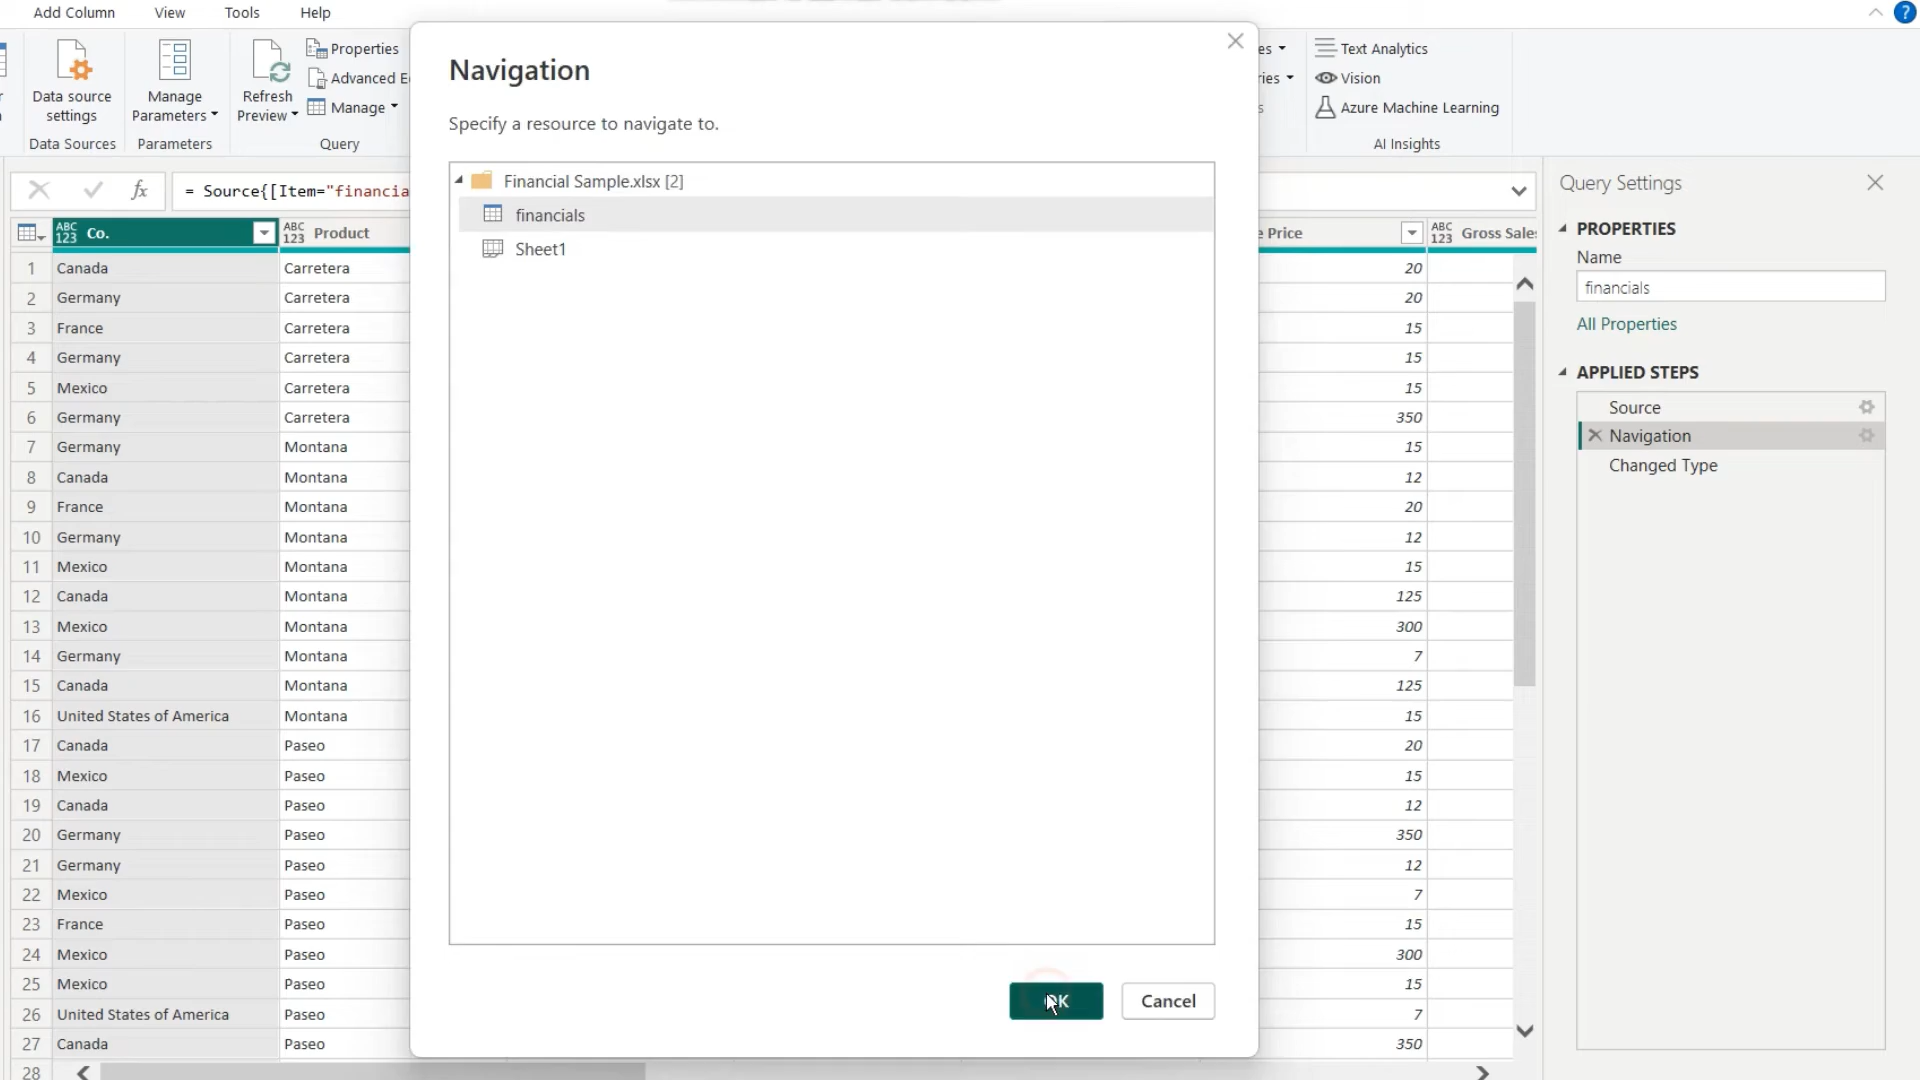 Add Column View Tools Help
Data source settings
Manage Parameters
Refresh Preview
Properties
Advanced E
Manage
Data Sources Parameters Query
Text Analytics
Vision
Azure Machine Learning
AI Insights
Navigation
Specify a resource to navigate to.
Financial Sample.xlsx [2]
financials
Sheet1
OK Cancel
fx = Source{[Item="financia
ABC 123 Co. ABC 123 Product Price ABC 123 Gross Sale
1 Canada Carretera 20
2 Germany Carretera 20
3 France Carretera 15
4 Germany Carretera 15
5 Mexico Carretera 15
6 Germany Carretera 350
7 Germany Montana 15
8 Canada Montana 12
9 France Montana 20
10 Germany Montana 12
11 Mexico Montana 15
12 Canada Montana 125
13 Mexico Montana 300
14 Germany Montana 7
15 Canada Montana 125
16 United States of America Montana 15
17 Canada Paseo 20
18 Mexico Paseo 15
19 Canada Paseo 12
20 Germany Paseo 350
21 Germany Paseo 12
22 Mexico Paseo 7
23 France Paseo 15
24 Mexico Paseo 300
25 Mexico Paseo 15
26 United States of America Paseo 7
27 Canada Paseo 350
28
Query Settings
PROPERTIES
Name
financials
All Properties
APPLIED STEPS
Source
Navigation
Changed Type